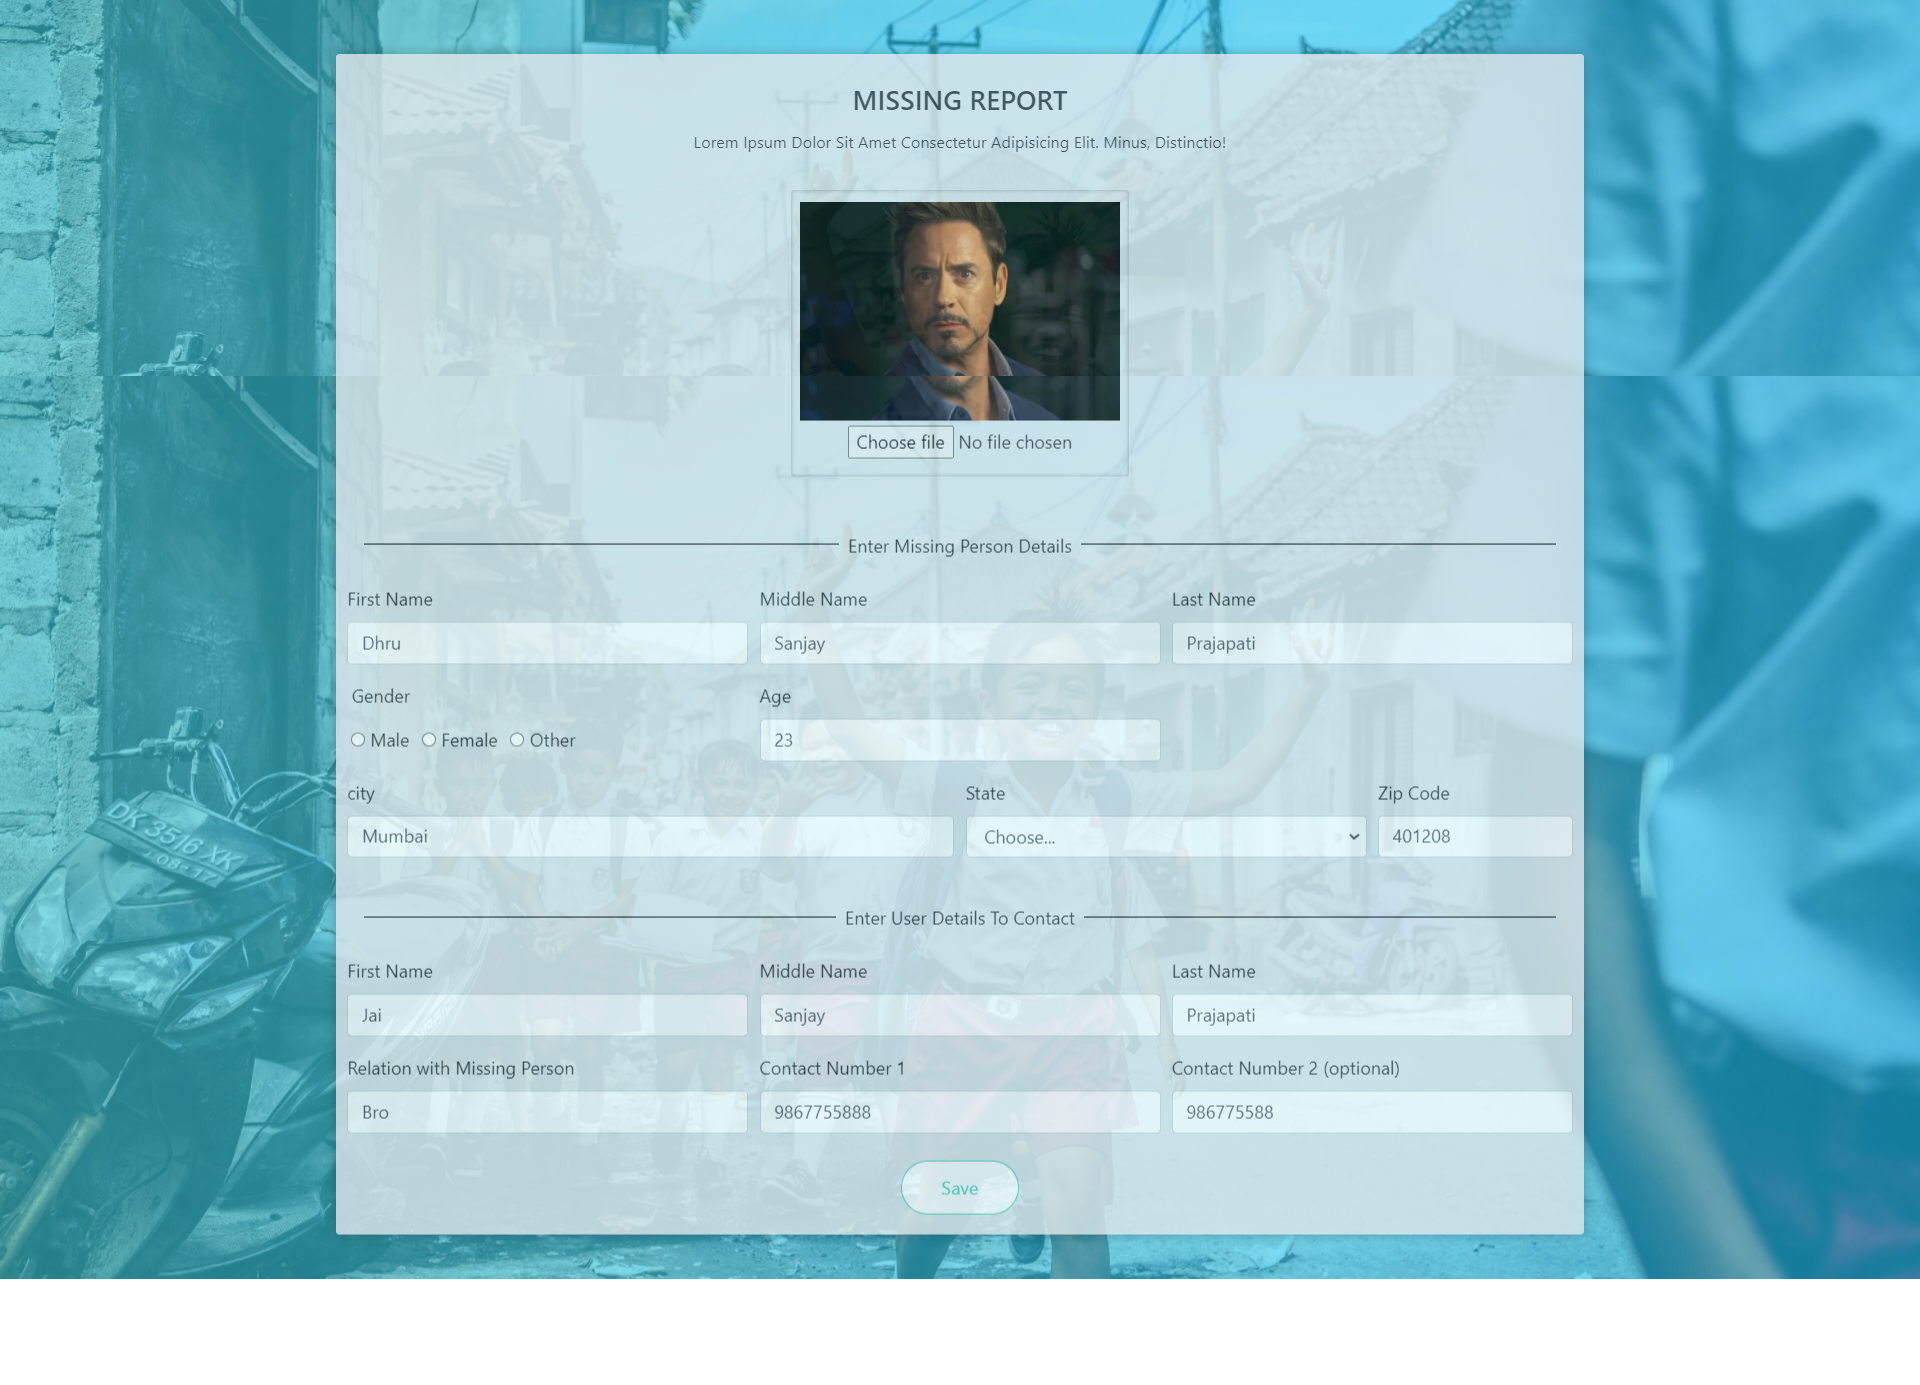 MISSING REPORT
Lorem Ipsum Dolor Sit Amet Consectetur Adipisicing Elit. Minus, Distinctio!
Choose file No file chosen
Enter Missing Person Details
First Name Middle Name Last Name
Dhru Sanjay Prajapati
Gender Age
Male Female Other 23
city State Zip Code
Mumbai Choose... 401208
DK 3516 XK
08·17
Enter User Details To Contact
First Name Middle Name Last Name
Jai Sanjay Prajapati
Relation with Missing Person Contact Number 1 Contact Number 2 (optional)
Bro 9867755888 986775588
Save